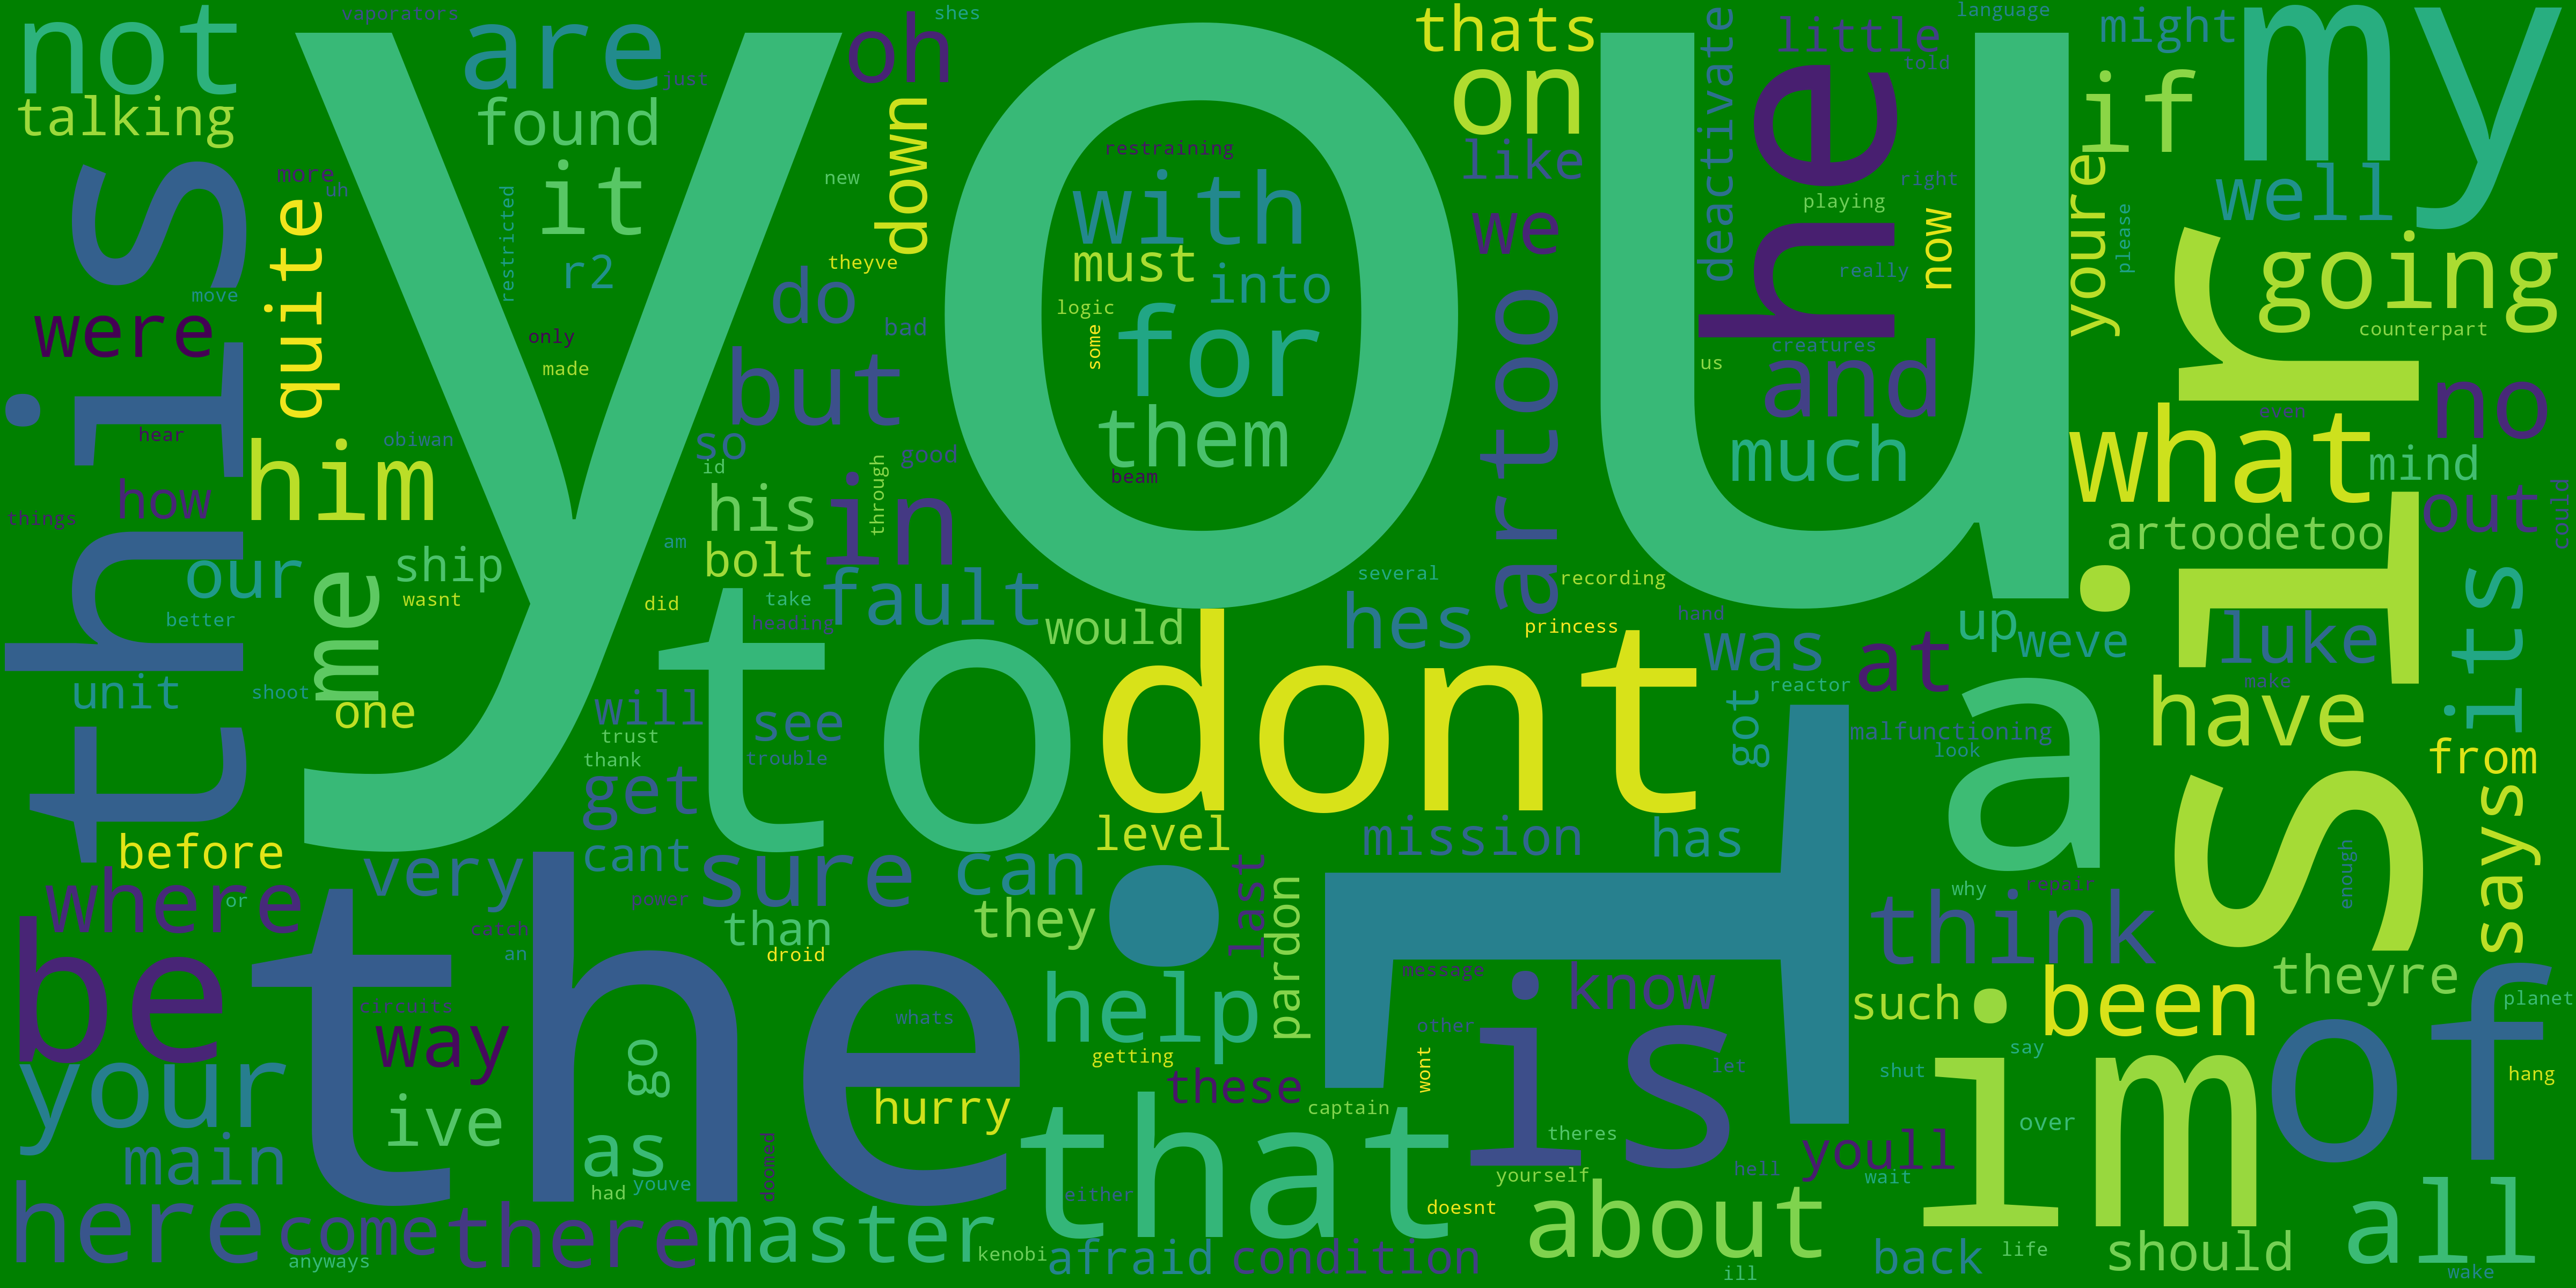 you
the
to
i
sir
a
this
dont
my
he
is
im
of
that
be
not
are
oh
thats
on
little
might
if
talking
found
it
down
with
like
deactivate
well
youre
going
quite
r2
do
must
into
for
them
we
artoo
now
and
much
what
no
were
him
but
so
his
in
bolt
fault
how
our
ship
me
unit
one
would
hes
was
at
up
weve
luke
its
mind
out
artoodetoo
have
from
says
will
see
get
cant
sure
than
can
they
level
mission
has
got
before
where
very
your
way
ive
main
here
come
there
go
as
master
hurry
help
last
pardon
these
know
think
such
been
theyre
youll
about
back
should
all
afraid
condition
vaporators
just
shes
language
told
more
uh
restricted
new
restraining
playing
right
please
really
counterpart
move
theyve
logic
some
bad
only
made
creatures
us
even
hear
obiwan
id
through
good
beam
could
things
am
wasnt
better
did
take
heading
several
recording
princess
hand
shoot
trust
thank
trouble
reactor
malfunctioning
look
make
enough
or
power
catch
an
droid
circuits
whats
getting
message
other
wont
let
why
repair
planet
say
shut
hang
over
captain
theres
hell
wait
yourself
doesnt
had
youve
doomed
either
kenobi
anyways
ill
life
wake